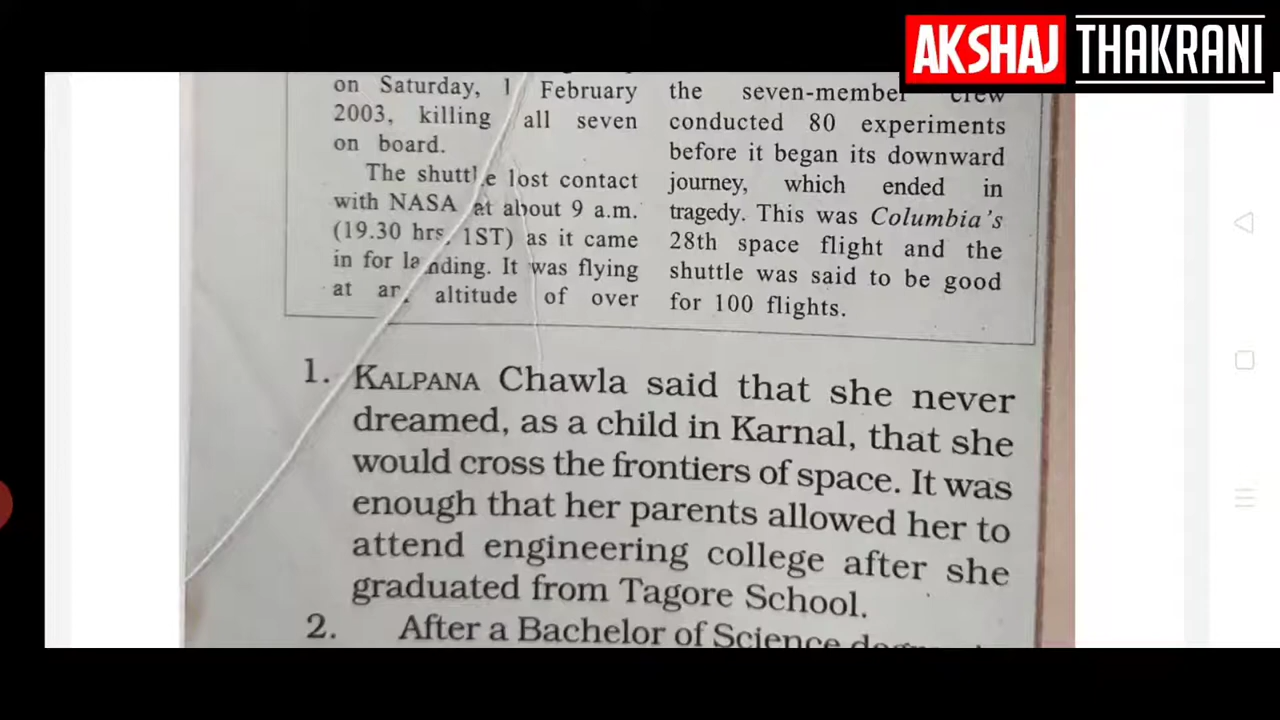 AKSHAJ THAKRANI
on Saturday, 1 February
2003, killing all seven
on board.
The shuttle lost contact
with NASA at about 9 a.m.
(19.30 hrs. 1ST) as it came
in for landing. It was flying
at an altitude of over
the seven-member crew
conducted 80 experiments
before it began its downward
journey, which ended in
tragedy. This was Columbia's
28th space flight and the
shuttle was said to be good
for 100 flights.
1. KALPANA Chawla said that she never
dreamed, as a child in Karnal, that she
would cross the frontiers of space. It was
enough that her parents allowed her to
attend engineering college after she
graduated from Tagore School.
2. After a Bachelor of Science